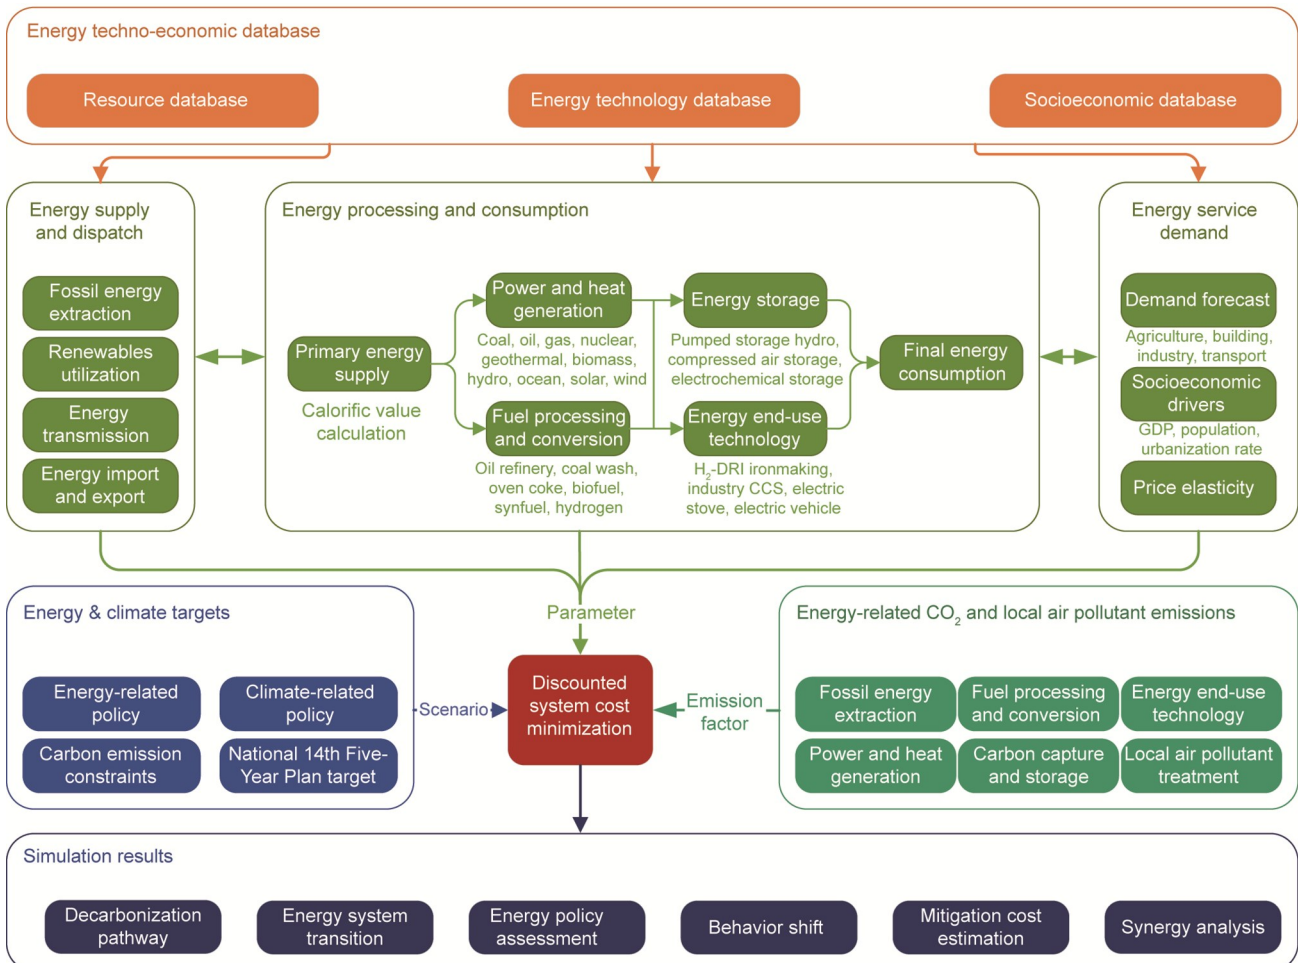 Energy techno-economic database
Resource database
Energy technology database
Socioeconomic database
Energy supply
and dispatch
Fossil energy
extraction
Renewables
utilization
Energy
transmission
Energy import
and export
Energy processing and consumption
Primary energy
supply
Calorific value
calculation
Power and heat
generation
Coal, oil, gas, nuclear,
geothermal, biomass,
hydro, ocean, solar, wind
Fuel processing
and conversion
Oil refinery, coal wash,
oven coke, biofuel,
synfuel, hydrogen
Energy storage
Pumped storage hydro,
compressed air storage,
electrochemical storage
Energy end-use
technology
H₂-DRI ironmaking,
industry CCS, electric
stove, electric vehicle
Final energy
consumption
Energy service
demand
Demand forecast
Agriculture, building,
industry, transport
Socioeconomic
drivers
GDP, population,
urbanization rate
Price elasticity
Parameter
Energy & climate targets
Energy-related
policy
Climate-related
policy
Carbon emission
constraints
National 14th Five-
Year Plan target
Scenario
Discounted
system cost
minimization
Emission
factor
Energy-related CO₂ and local air pollutant emissions
Fossil energy
extraction
Fuel processing
and conversion
Energy end-use
technology
Power and heat
generation
Carbon capture
and storage
Local air pollutant
treatment
Simulation results
Decarbonization
pathway
Energy system
transition
Energy policy
assessment
Behavior shift
Mitigation cost
estimation
Synergy analysis